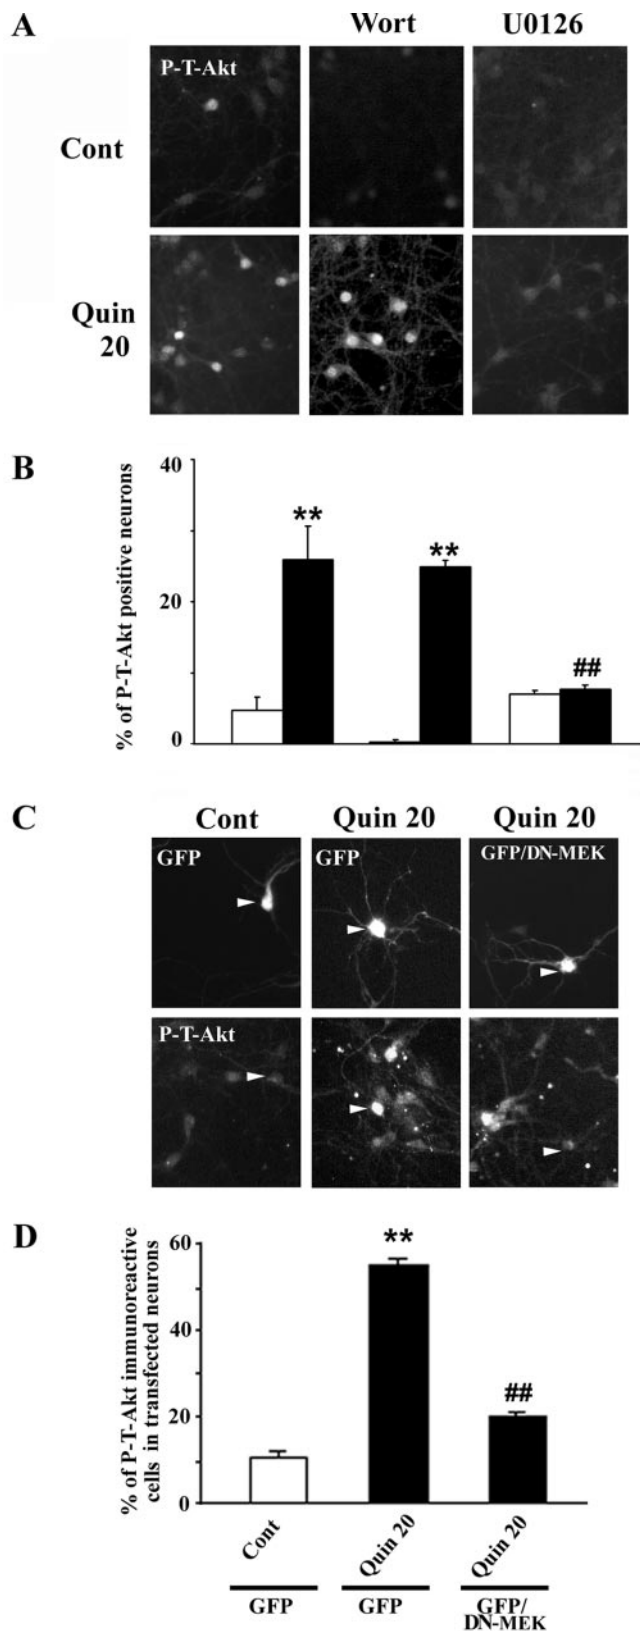 A
Wort U0126
P-T-Akt
Cont
Quin
20
B
% of P-T-Akt positive neurons
40
20
0
**
**
##
C
Cont Quin 20 Quin 20
GFP GFP GFP/DN-MEK
P-T-Akt
D
% of P-T-Akt immunoreactive
cells in transfected neurons
60
40
20
0
**
##
Cont Quin 20 Quin 20
GFP GFP GFP/
DN-MEK